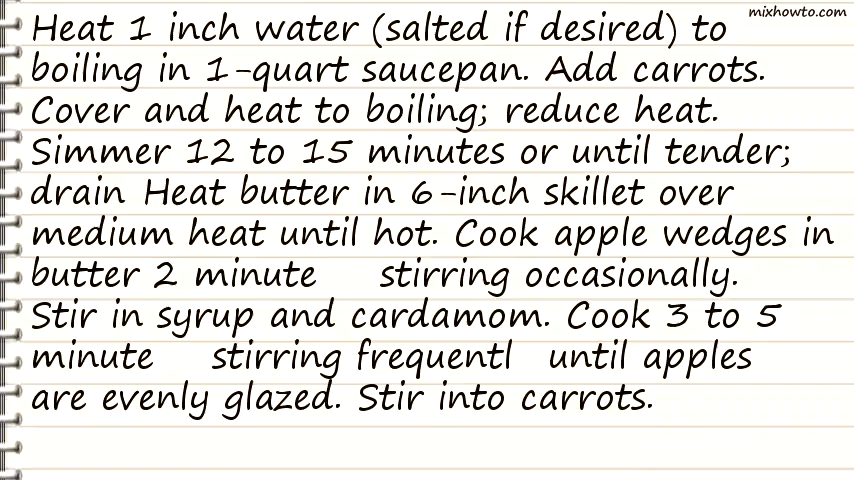 mixhowto.com
Heat 1 inch water (salted if desired) to
boiling in 1-quart saucepan. Add carrots.
Cover and heat to boiling; reduce heat.
Simmer 12 to 15 minutes or until tender;
drain Heat butter in 6-inch skillet over
medium heat until hot. Cook apple wedges in
butter 2 minute stirring occasionally.
Stir in syrup and cardamom. Cook 3 to 5
minute stirring frequentl until apples
are evenly glazed. Stir into carrots.